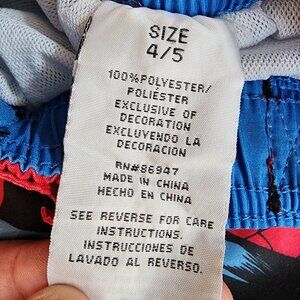 SIZE
4/5
100%POLYESTER/
POLIÉSTER
EXCLUSIVE OF
DECORATION
EXCLUYENDO LA
DECORACION
RN#86947
MADE IN CHINA
HECHO EN CHINA
SEE REVERSE FOR CARE
INSTRUCTIONS.
INSTRUCCIONES DE
LAVADO AL REVERSO.